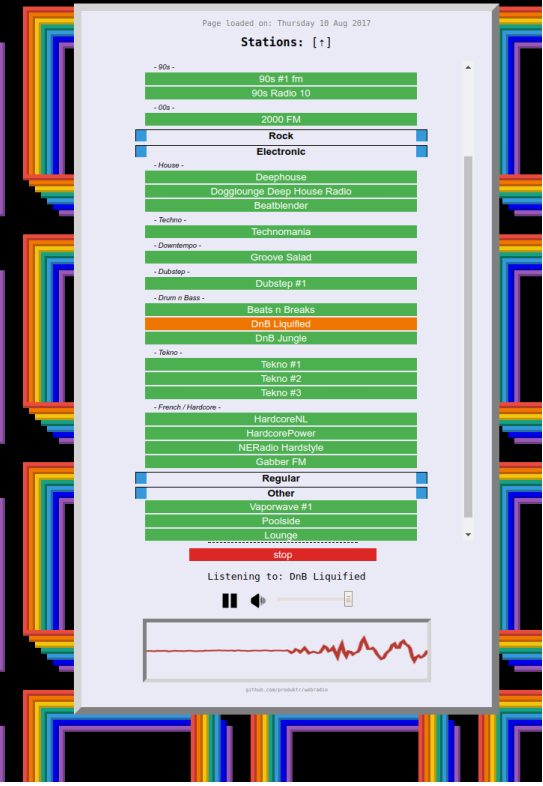 Page loaded on: Thursday 10 Aug 2017
Stations: [↑]
- 90s -
90s #1 fm
90s Radio 10
- 00s -
2000 FM
Rock
Electronic
- House -
Deephouse
Dogglounge Deep House Radio
Beatblender
- Techno -
Technomania
- Downtempo -
Groove Salad
- Dubstep -
Dubstep #1
- Drum n Bass -
Beats n Breaks
DnB Liquified
DnB Jungle
- Tekno -
Tekno #1
Tekno #2
Tekno #3
- French / Hardcore -
HardcoreNL
HardcorePower
NERadio Hardstyle
Gabber FM
Regular
Other
Vaporwave #1
Poolside
Lounge
stop
Listening to: DnB Liquified
github.com/produktr/webradio